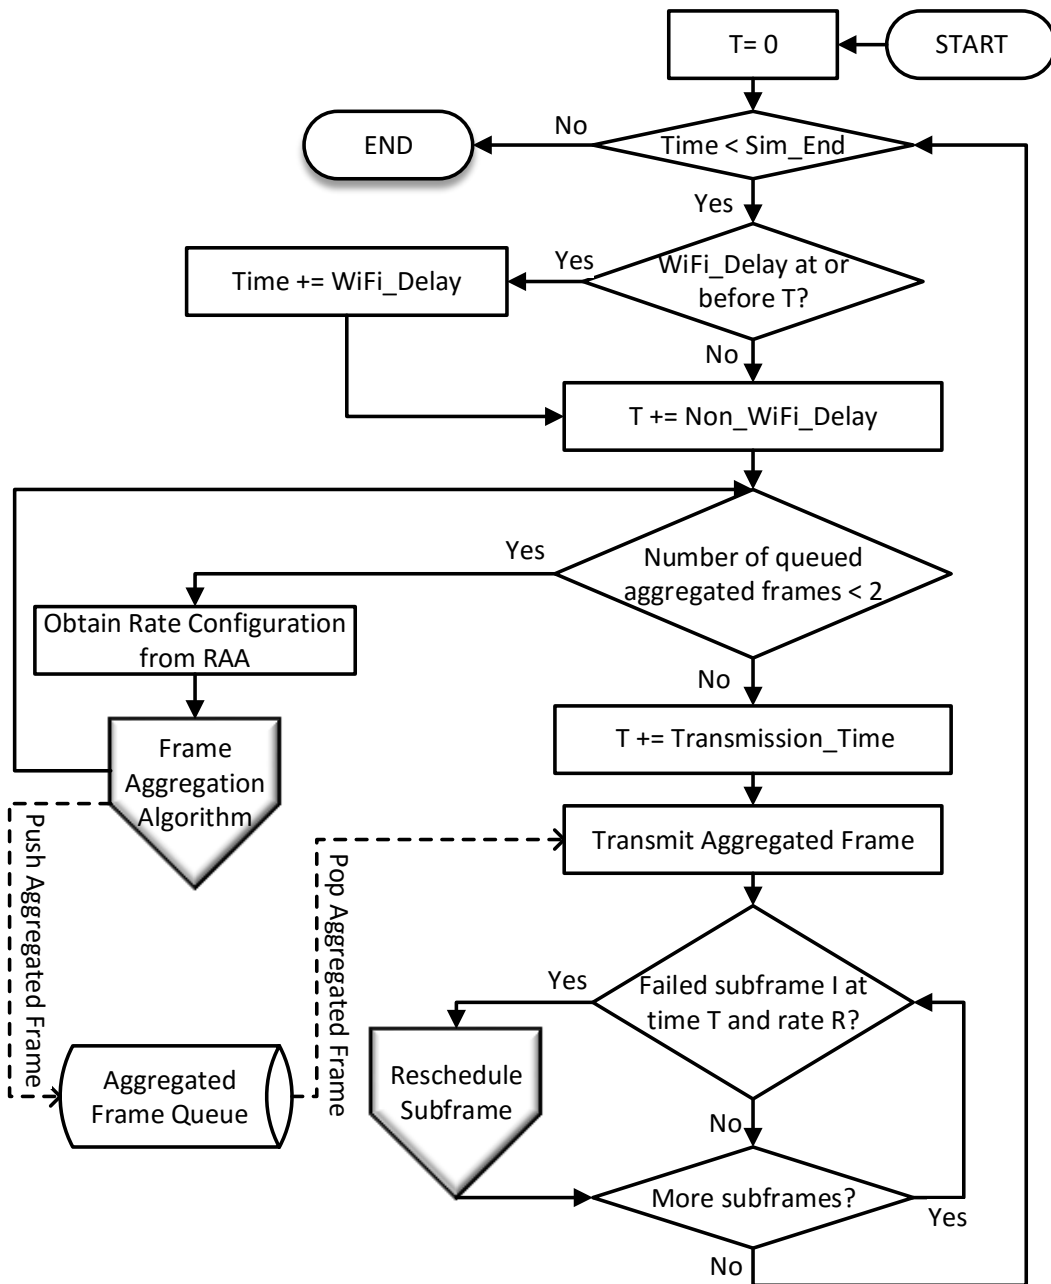 T= 0
START
No
END
Time < Sim_End
Yes
Yes
WiFi_Delay at or
before T?
Time += WiFi_Delay
No
T += Non_WiFi_Delay
Yes
Number of queued
aggregated frames < 2
Obtain Rate Configuration
from RAA
No
Frame
Aggregation
Algorithm
T += Transmission_Time
Push Aggregated Frame
Pop Aggregated Frame
Transmit Aggregated Frame
Yes
Failed subframe I at
time T and rate R?
Reschedule
Subframe
Aggregated
Frame Queue
No
More subframes?
Yes
No